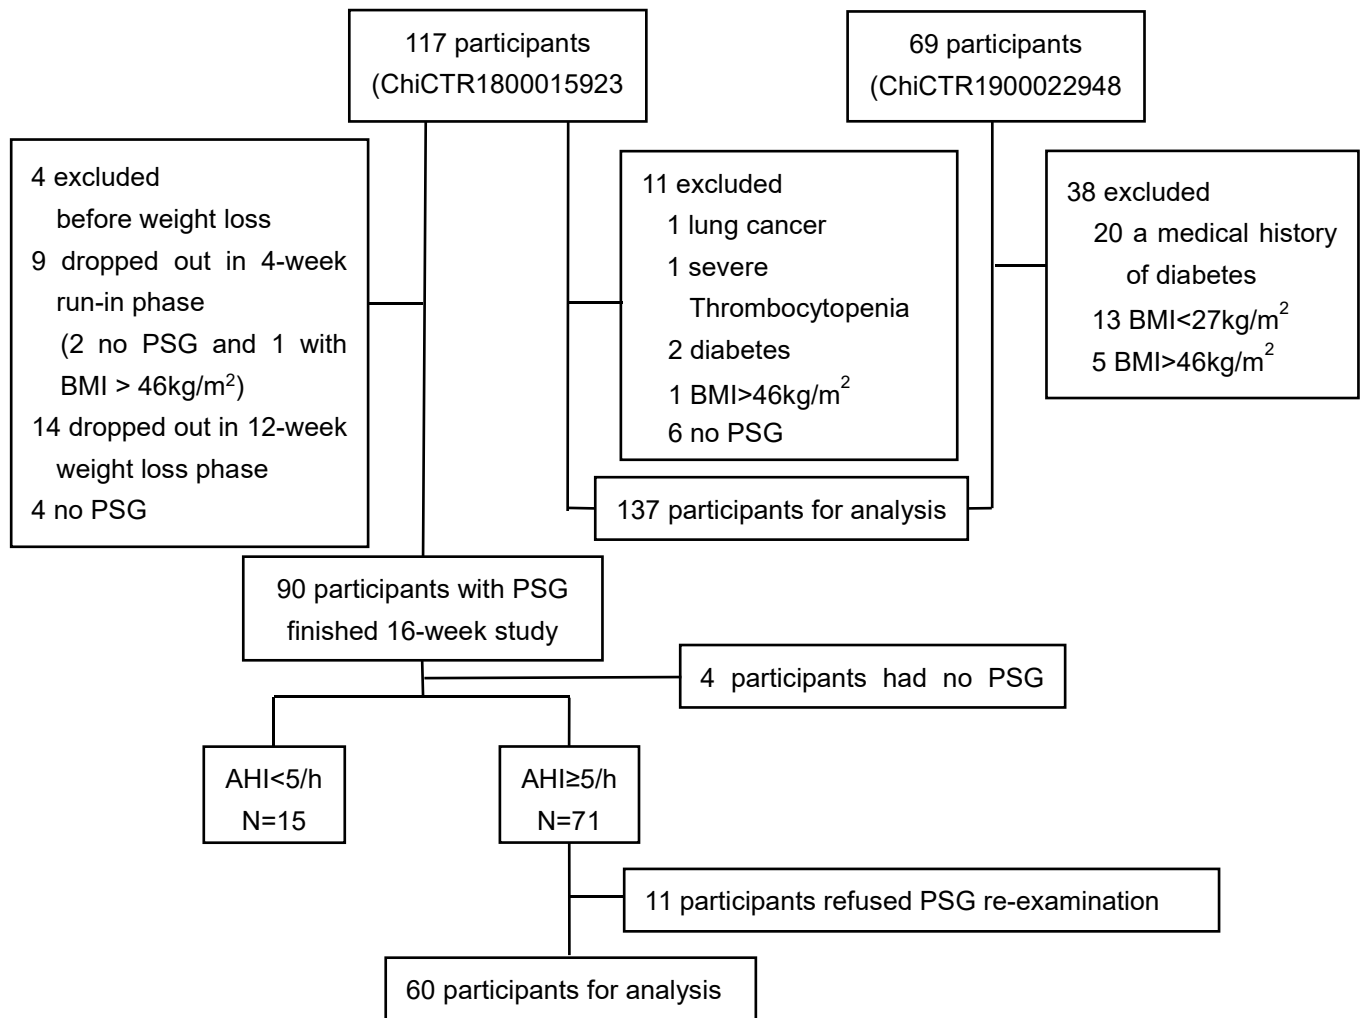 117 participants
(ChiCTR1800015923
69 participants
(ChiCTR1900022948
4 excluded
before weight loss
9 dropped out in 4-week
run-in phase
(2 no PSG and 1 with
BMI > 46kg/m²)
14 dropped out in 12-week
weight loss phase
4 no PSG
11 excluded
1 lung cancer
1 severe
Thrombocytopenia
2 diabetes
1 BMI>46kg/m²
6 no PSG
38 excluded
20 a medical history
of diabetes
13 BMI<27kg/m²
5 BMI>46kg/m²
137 participants for analysis
90 participants with PSG
finished 16-week study
4 participants had no PSG
AHI<5/h
N=15
AHI≥5/h
N=71
11 participants refused PSG re-examination
60 participants for analysis